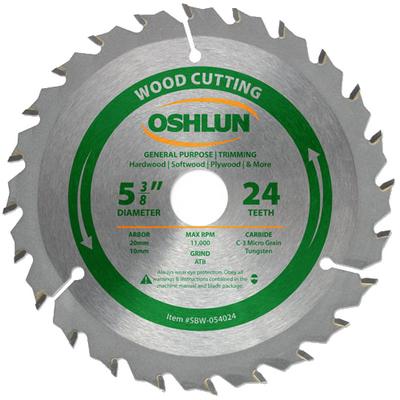 WOOD CUTTING
OSHLUN
GENERAL PURPOSE | TRIMMING
Hardwood | Softwood | Plywood | & More
5 3/8"
DIAMETER
24
TEETH
ARBOR
20mm
10mm
MAX RPM
11,000
GRIND
ATB
CARBIDE
C-3 Micro Grain
Tungsten
Always wear eye protection. Obey all
warnings & instructions contained in the
machine manual and blade package.
Item #SBW-054024